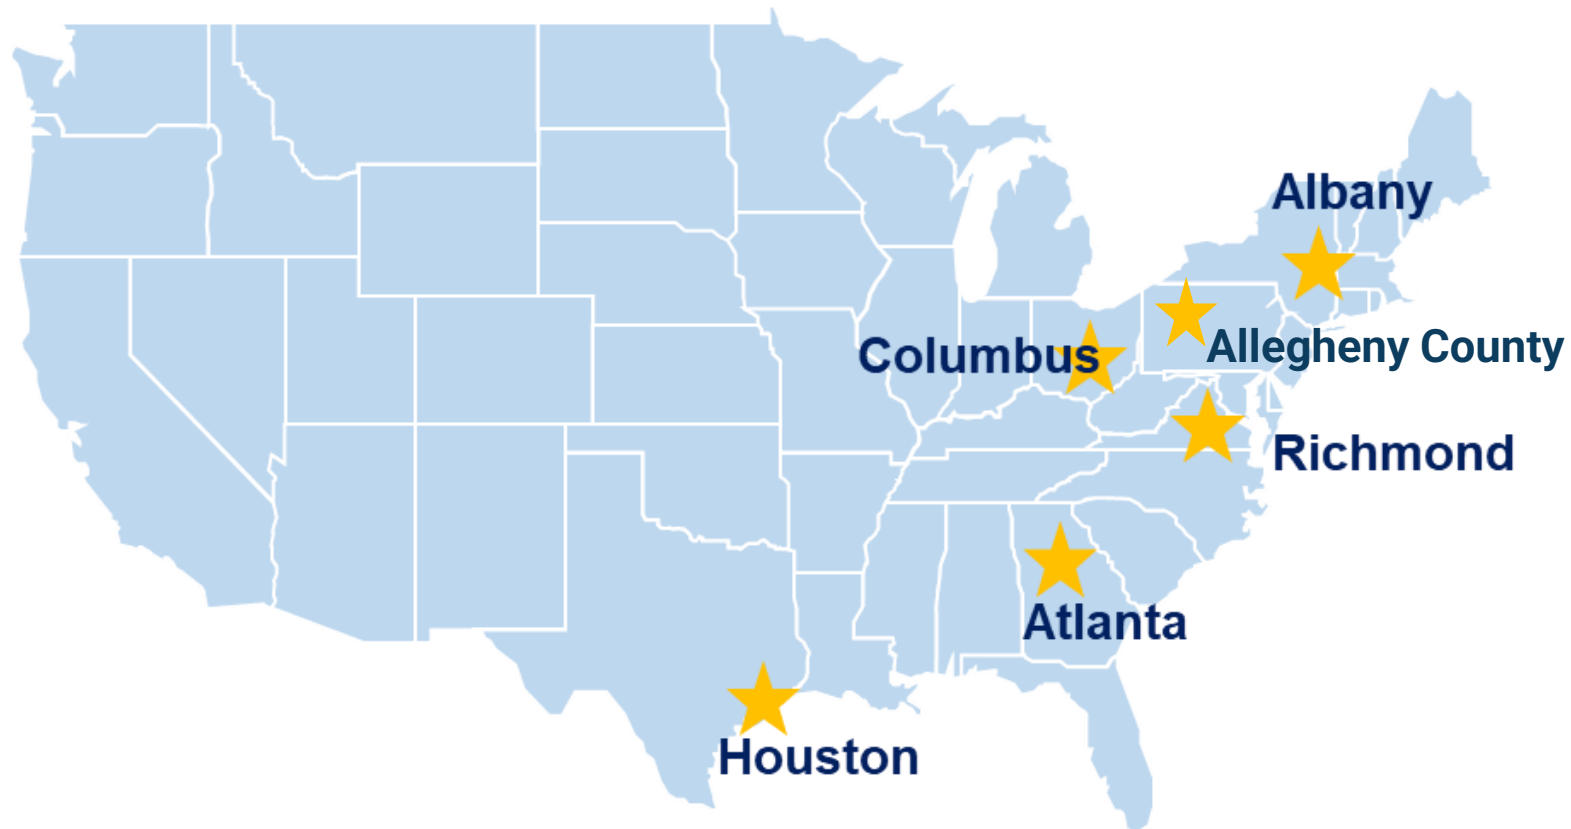 Albany
Allegheny County
Columbus
Richmond
Atlanta
Houston